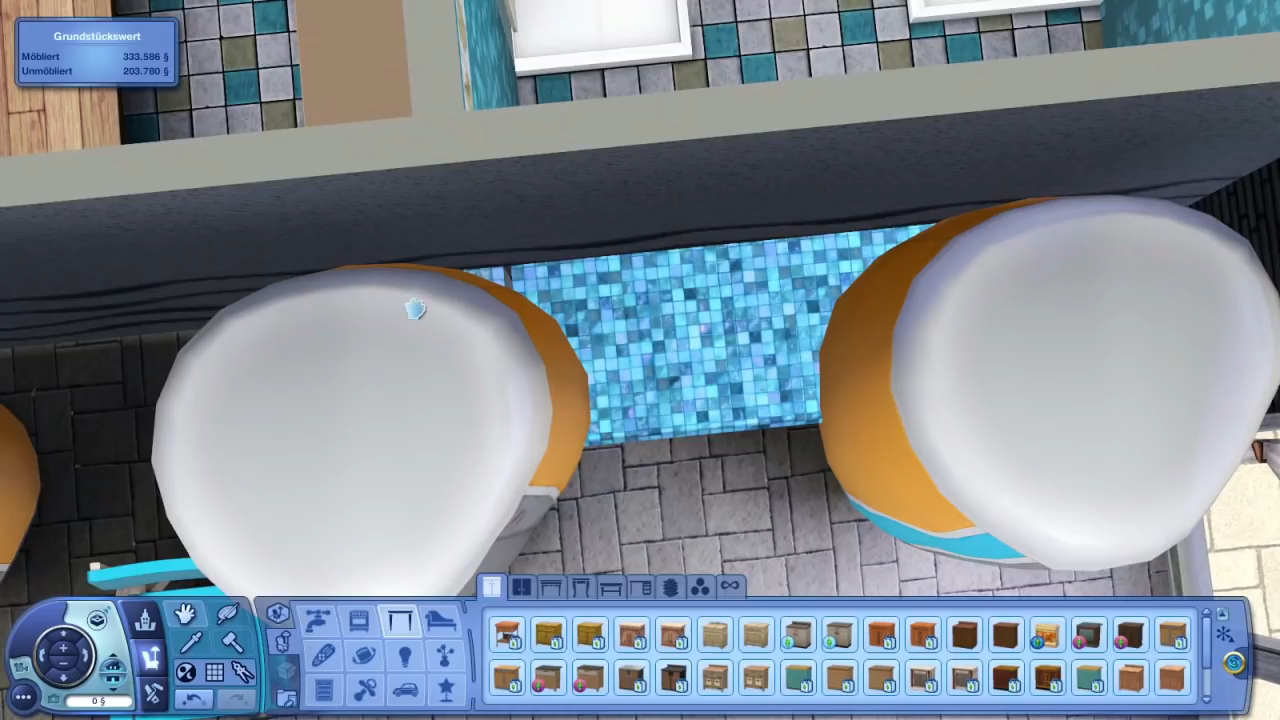 Grundstückswert
Möbliert 333.586 §
Unmöbliert 203.780 §
0 §